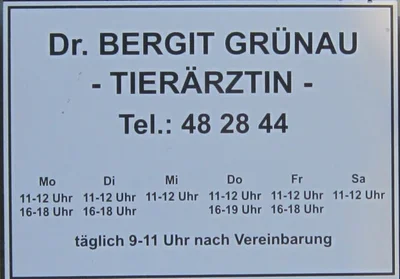 Dr. BERGIT GRÜNAU
- TIERÄRZTIN -
Tel.: 48 28 44
Mo Di Mi Do Fr Sa
11-12 Uhr 11-12 Uhr 11-12 Uhr 11-12 Uhr 11-12 Uhr 11-12 Uhr
16-18 Uhr 16-18 Uhr 16-19 Uhr 16-18 Uhr
täglich 9-11 Uhr nach Vereinbarung